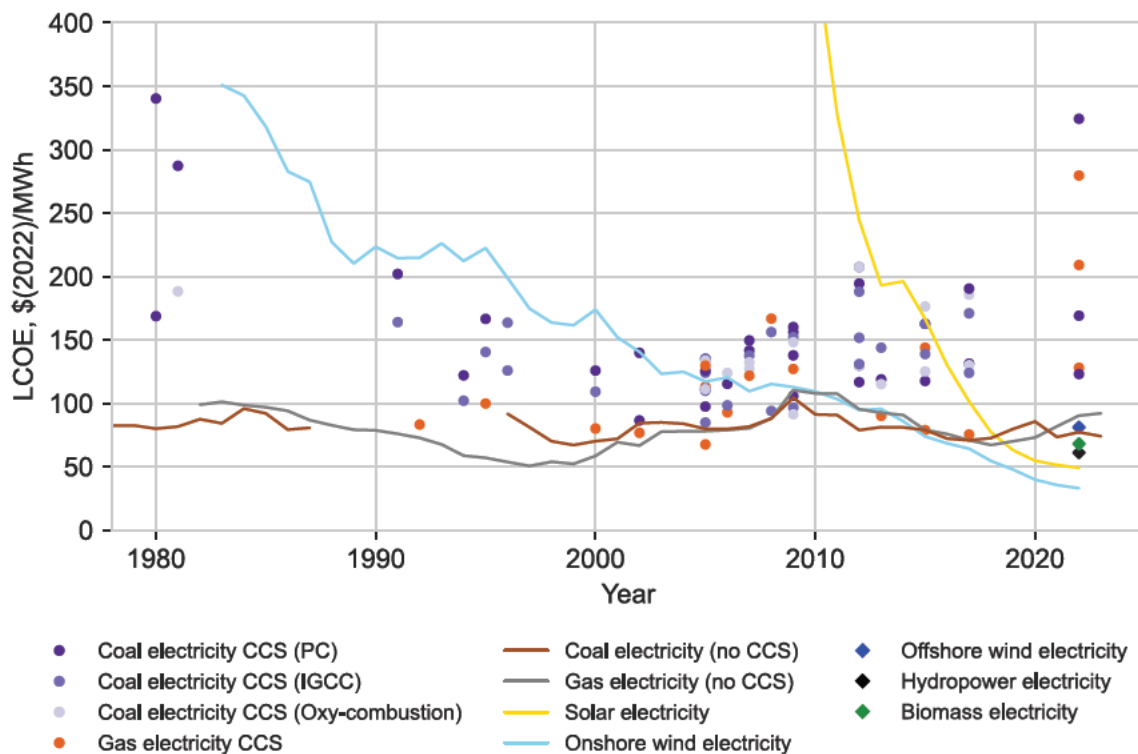 400
350
300
250
200
150
100
50
0
LCOE, $(2022)/MWh
1980
1990
2000
2010
2020
Year
Coal electricity CCS (PC)
Coal electricity CCS (IGCC)
Coal electricity CCS (Oxy-combustion)
Gas electricity CCS
Coal electricity (no CCS)
Gas electricity (no CCS)
Solar electricity
Onshore wind electricity
Offshore wind electricity
Hydropower electricity
Biomass electricity